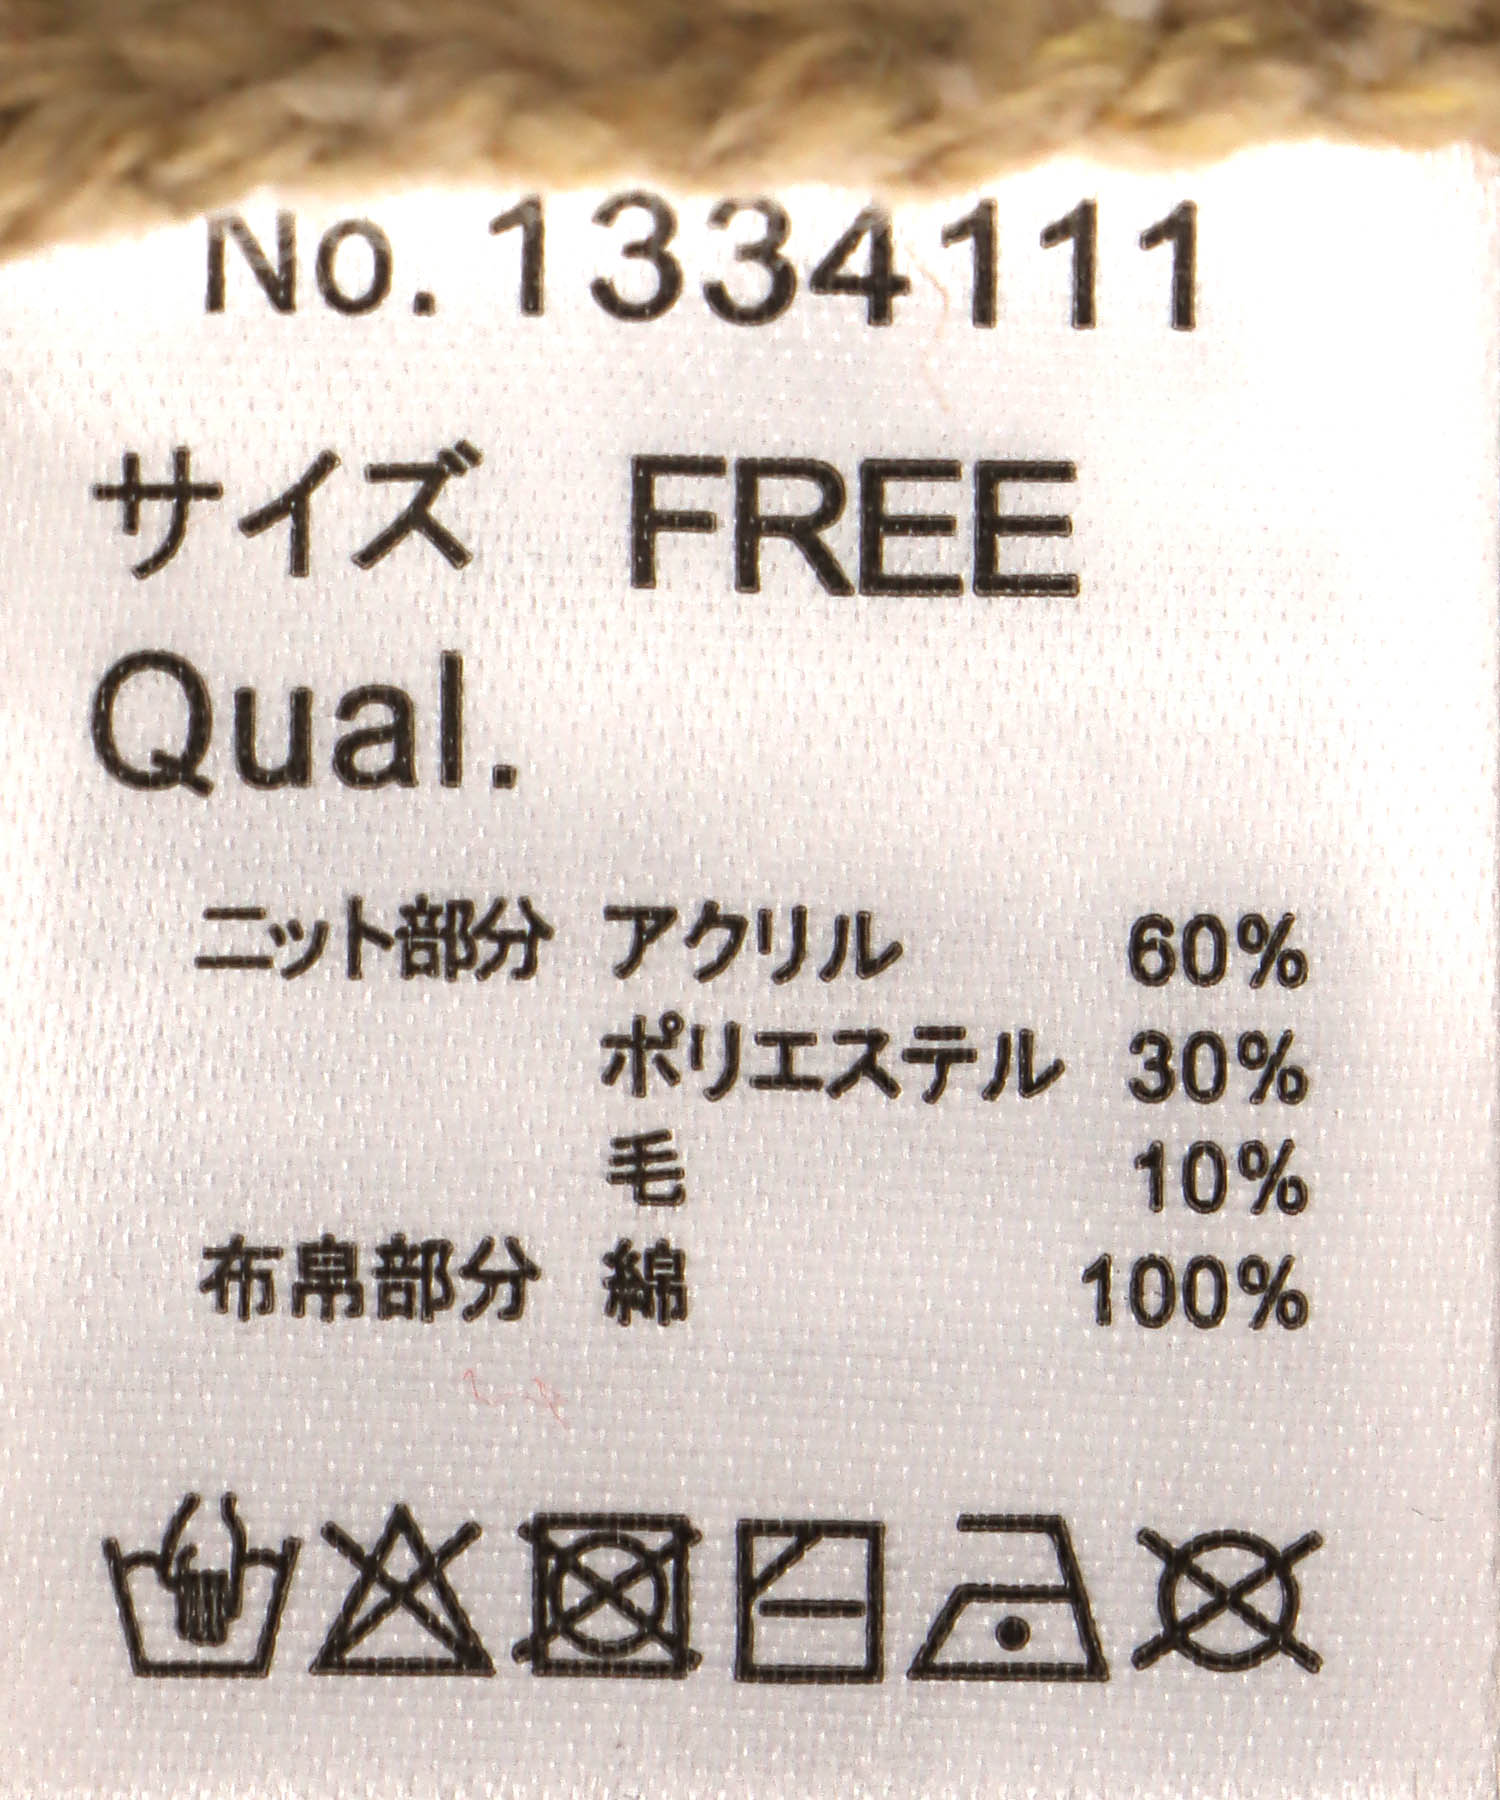 No. 1334111
サイズ FREE
Qual.
ニット部分 アクリル 60%
ポリエステル 30%
毛 10%
布帛部分 綿 100%